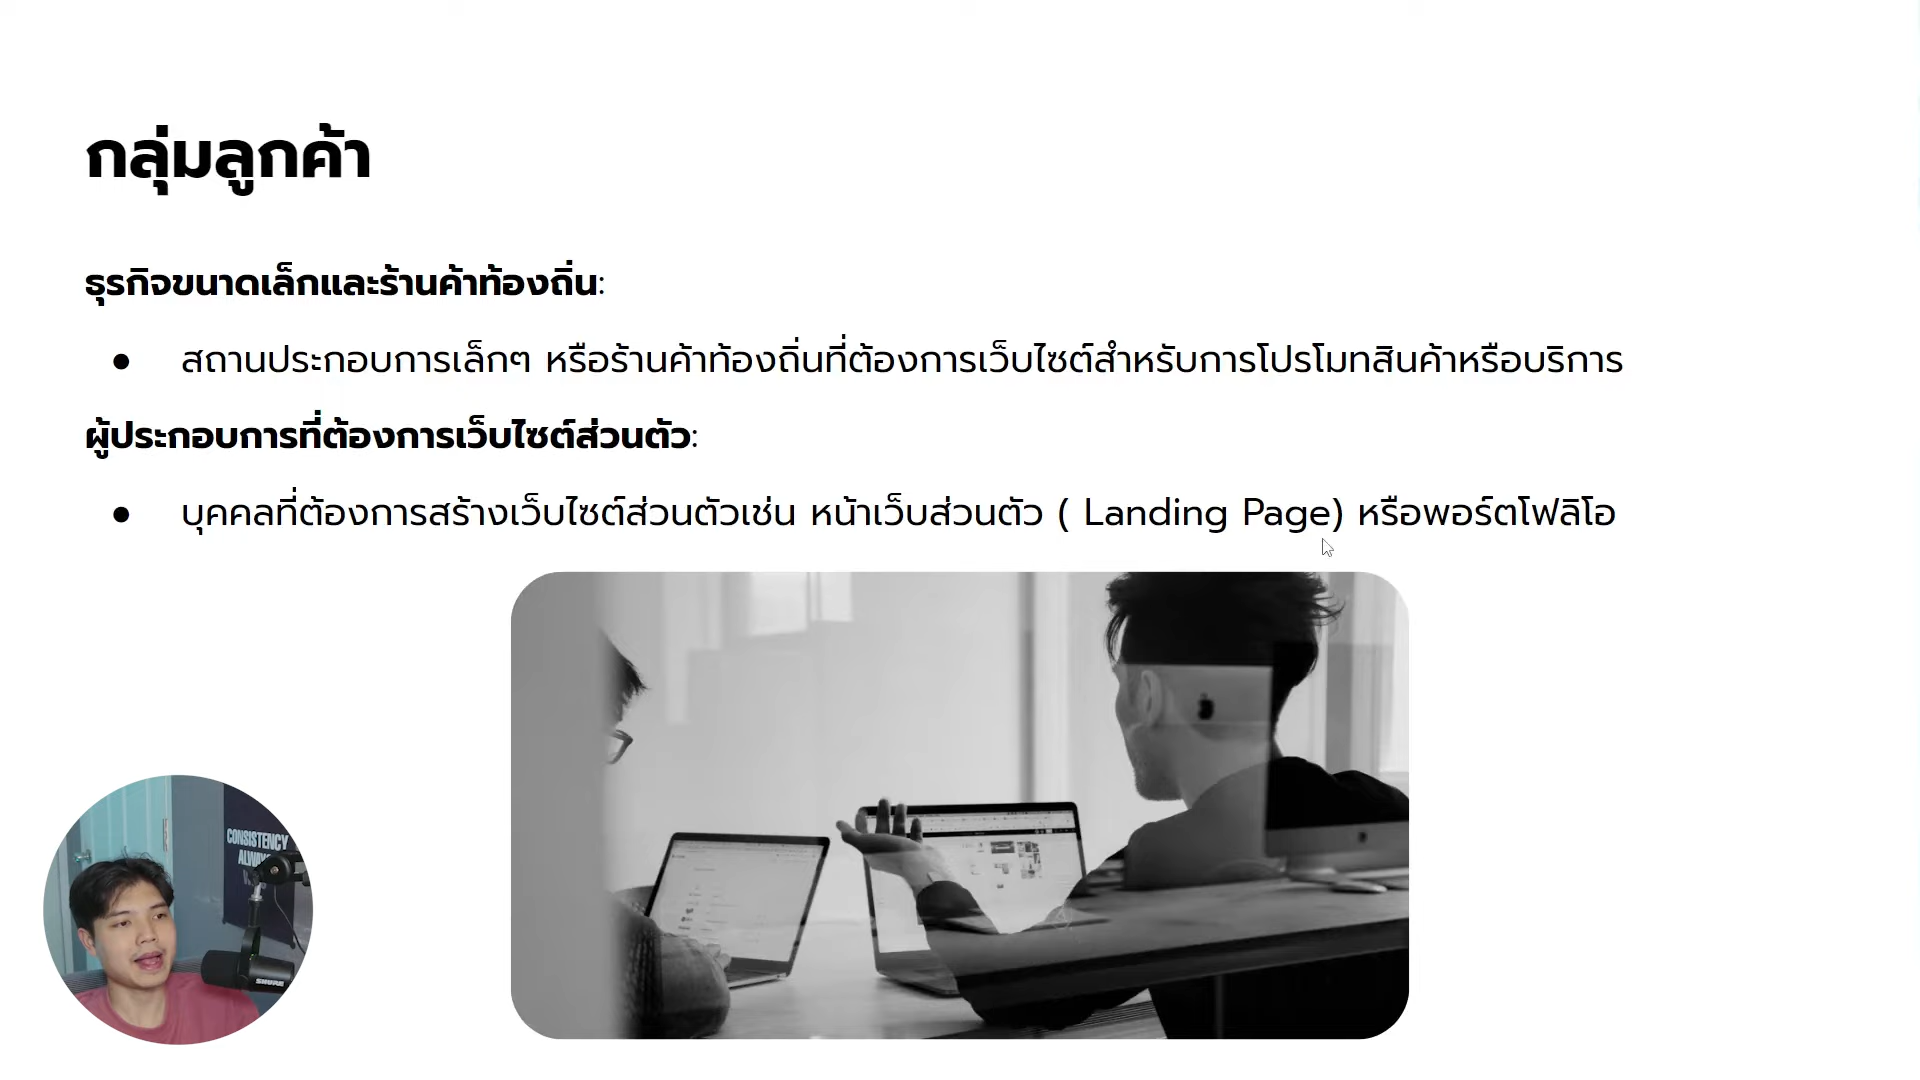 กลุ่มลูกค้า
ธุรกิจขนาดเล็กและร้านค้าท้องถิ่น:
● สถานประกอบการเล็กๆ หรือร้านค้าท้องถิ่นที่ต้องการเว็บไซต์สำหรับการโปรโมทสินค้าหรือบริการ
ผู้ประกอบการที่ต้องการเว็บไซต์ส่วนตัว:
● บุคคลที่ต้องการสร้างเว็บไซต์ส่วนตัวเช่น หน้าเว็บส่วนตัว ( Landing Page) หรือพอร์ตโฟลิโอ
CONSISTENCY
SHURE